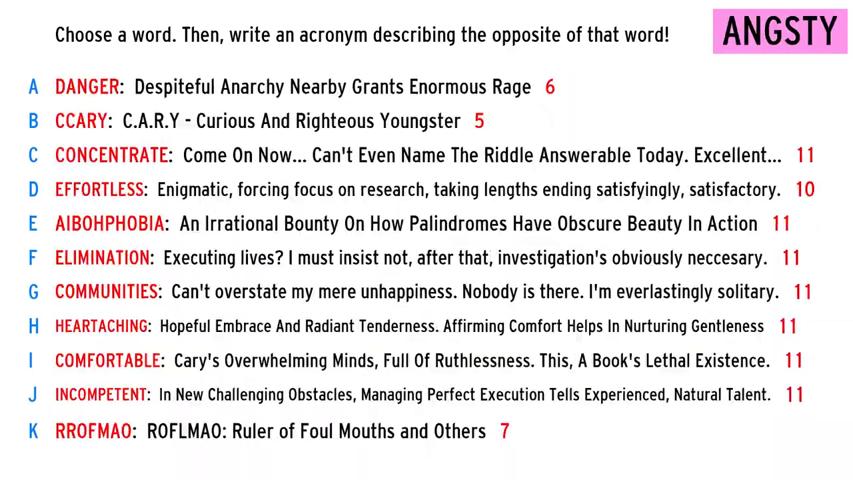 Choose a word. Then, write an acronym describing the opposite of that word!
ANGSTY
A DANGER: Despiteful Anarchy Nearby Grants Enormous Rage 6
B CCARY: C.A.R.Y - Curious And Righteous Youngster 5
C CONCENTRATE: Come On Now... Can't Even Name The Riddle Answerable Today. Excellent... 11
D EFFORTLESS: Enigmatic, forcing focus on research, taking lengths ending satisfyingly, satisfactory. 10
E AIBOHPHOBIA: An Irrational Bounty On How Palindromes Have Obscure Beauty In Action 11
F ELIMINATION: Executing lives? I must insist not, after that, investigation's obviously neccesary. 11
G COMMUNITIES: Can't overstate my mere unhappiness. Nobody is there. I'm everlastingly solitary. 11
H HEARTACHING: Hopeful Embrace And Radiant Tenderness. Affirming Comfort Helps In Nurturing Gentleness 11
I COMFORTABLE: Cary's Overwhelming Minds, Full Of Ruthlessness. This, A Book's Lethal Existence. 11
J INCOMPETENT: In New Challenging Obstacles, Managing Perfect Execution Tells Experienced, Natural Talent. 11
K RROFMAO: ROFLMAO: Ruler of Foul Mouths and Others 7